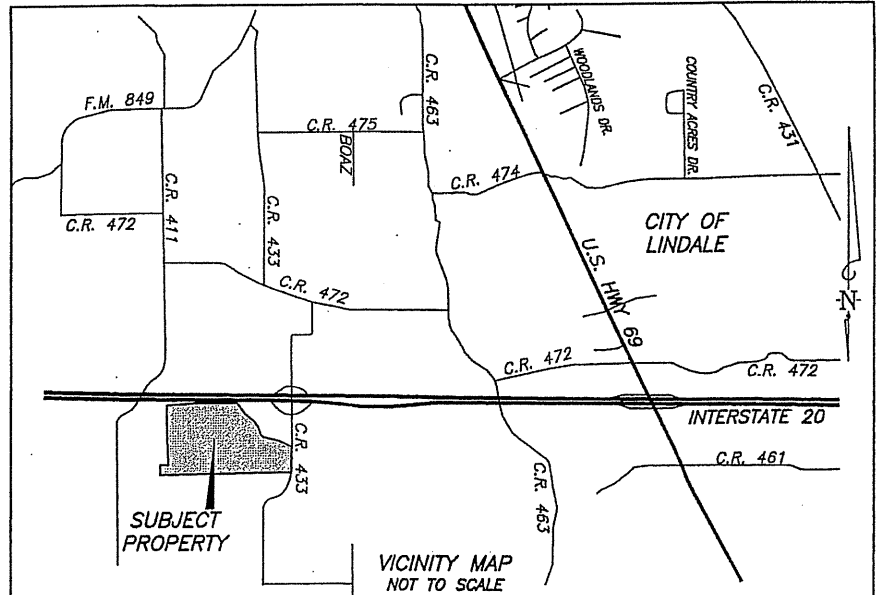 F.M. 849
C.R. 475
BOAZ
C.R. 463
WOODLANDS DR.
COUNTRY ACRES DR.
C.R. 431
C.R. 474
C.R. 472
C.R. 411
C.R. 433
CITY OF
LINDALE
C.R. 472
U.S. HWY 69
N
C.R. 472
C.R. 472
INTERSTATE 20
C.R. 433
C.R. 461
C.R. 463
SUBJECT
PROPERTY
VICINITY MAP
NOT TO SCALE